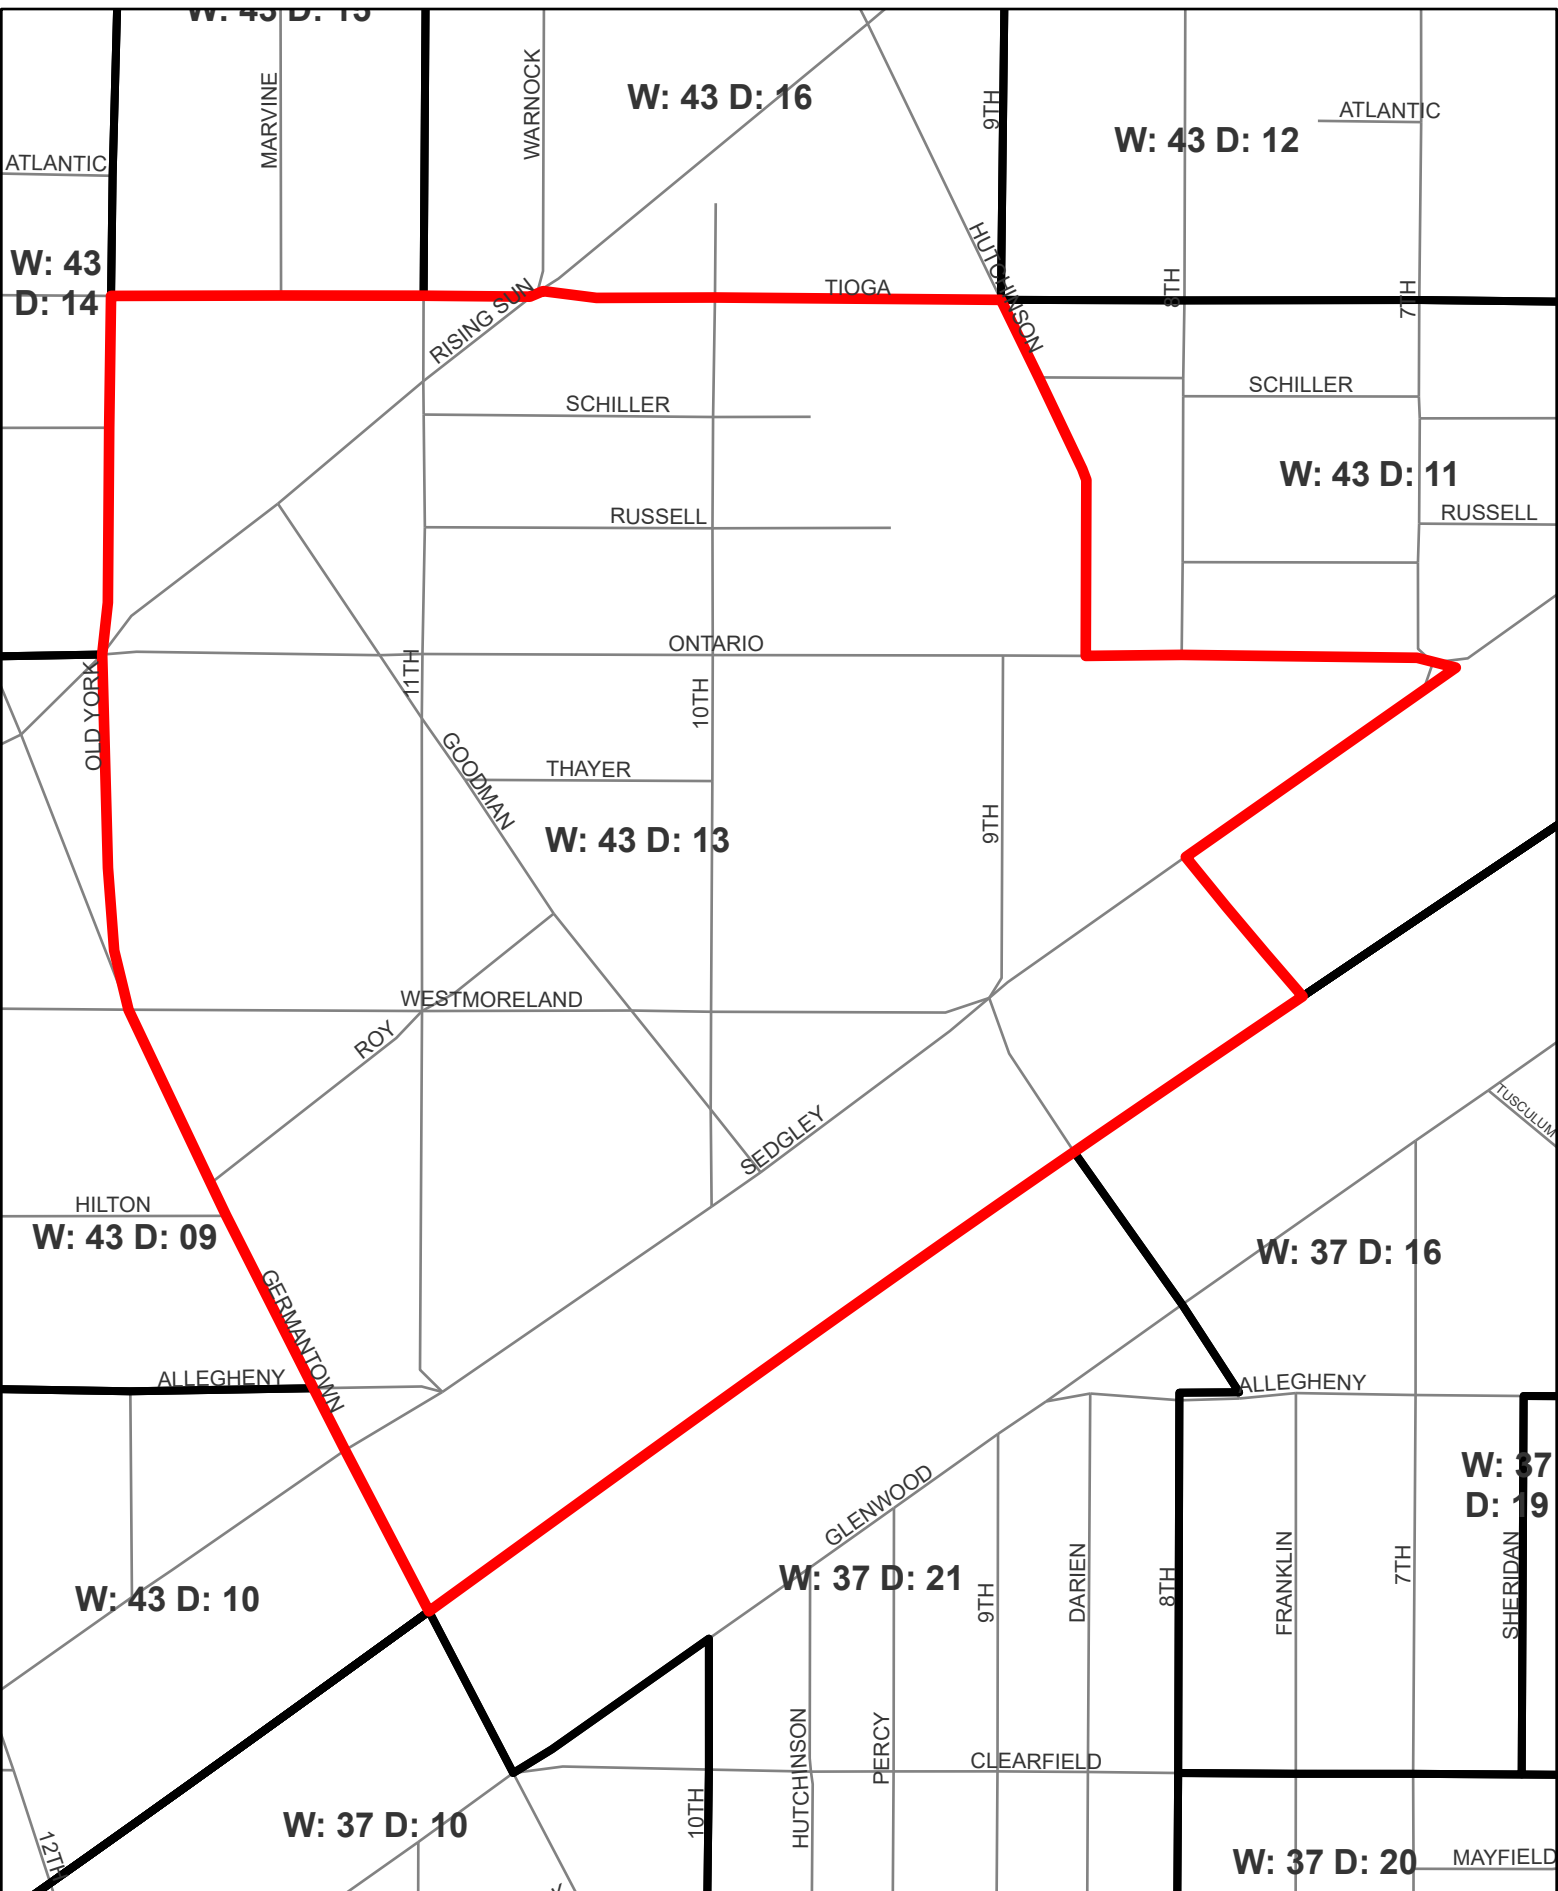 W: 43 D: 15
MARVINE
WARNOCK
W: 43 D: 16
9TH
ATLANTIC
W: 43 D: 12
ATLANTIC
W: 43
D: 14
HUTCHINSON
8TH
7TH
TIOGA
RISING SUN
SCHILLER
SCHILLER
W: 43 D: 11
RUSSELL
RUSSELL
ONTARIO
OLD YORK
11TH
10TH
GOODMAN
THAYER
W: 43 D: 13
9TH
WESTMORELAND
ROY
SEDGLEY
TUSCULUM
HILTON
W: 43 D: 09
W: 37 D: 16
GERMANTOWN
ALLEGHENY
ALLEGHENY
W: 37
D: 19
GLENWOOD
W: 37 D: 21
W: 43 D: 10
9TH
DARIEN
8TH
FRANKLIN
7TH
SHERIDAN
HUTCHINSON
PERCY
CLEARFIELD
10TH
W: 37 D: 10
12TH
W: 37 D: 20
MAYFIELD